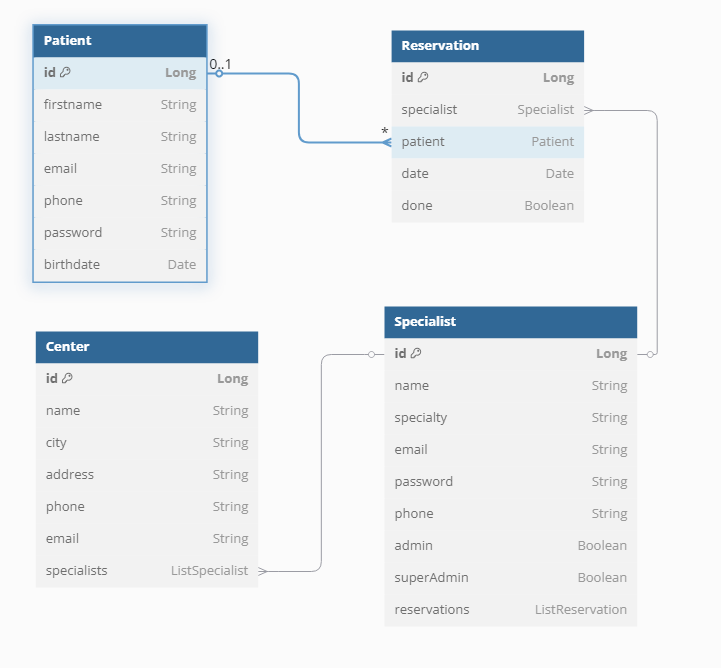 Patient
id Long
firstname String
lastname String
email String
phone String
password String
birthdate Date
0..1
*
Reservation
id Long
specialist Specialist
patient Patient
date Date
done Boolean
Center
id Long
name String
city String
address String
phone String
email String
specialists ListSpecialist
Specialist
id Long
name String
specialty String
email String
password String
phone String
admin Boolean
superAdmin Boolean
reservations ListReservation